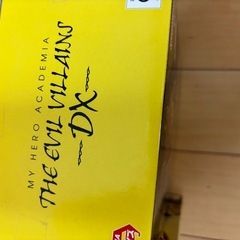 MY HERO ACADEMIA
THE EVIL VILLAINS
DX